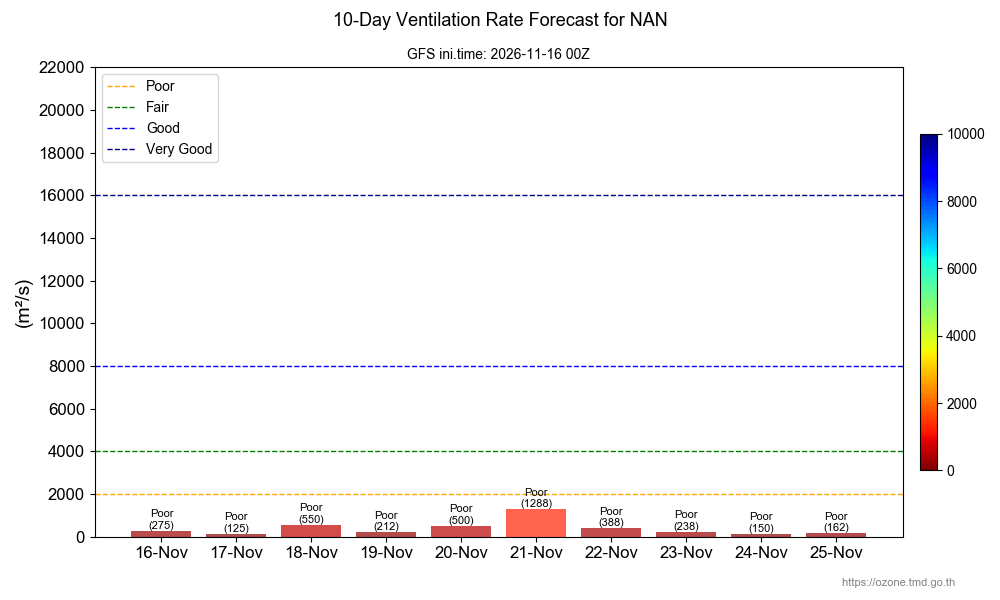 10-Day Ventilation Rate Forecast for NAN
GFS ini.time: 2026-11-16 00Z
(m²/s)
22000
20000
18000
16000
14000
12000
10000
8000
6000
4000
2000
0
Poor
Fair
Good
Very Good
Poor
(275)
Poor
(125)
Poor
(550)
Poor
(212)
Poor
(500)
Poor
(1288)
Poor
(388)
Poor
(238)
Poor
(150)
Poor
(162)
16-Nov 17-Nov 18-Nov 19-Nov 20-Nov 21-Nov 22-Nov 23-Nov 24-Nov 25-Nov
10000
8000
6000
4000
2000
0
https://ozone.tmd.go.th